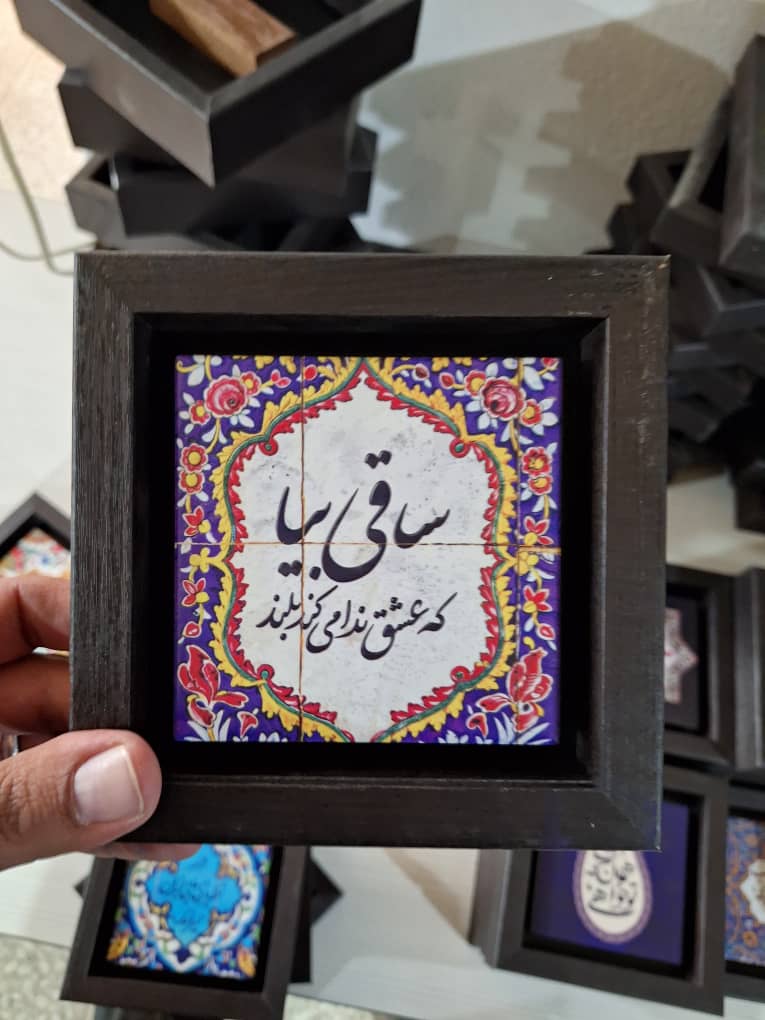 ساقی بیا
که عشق ندا می کند بلند